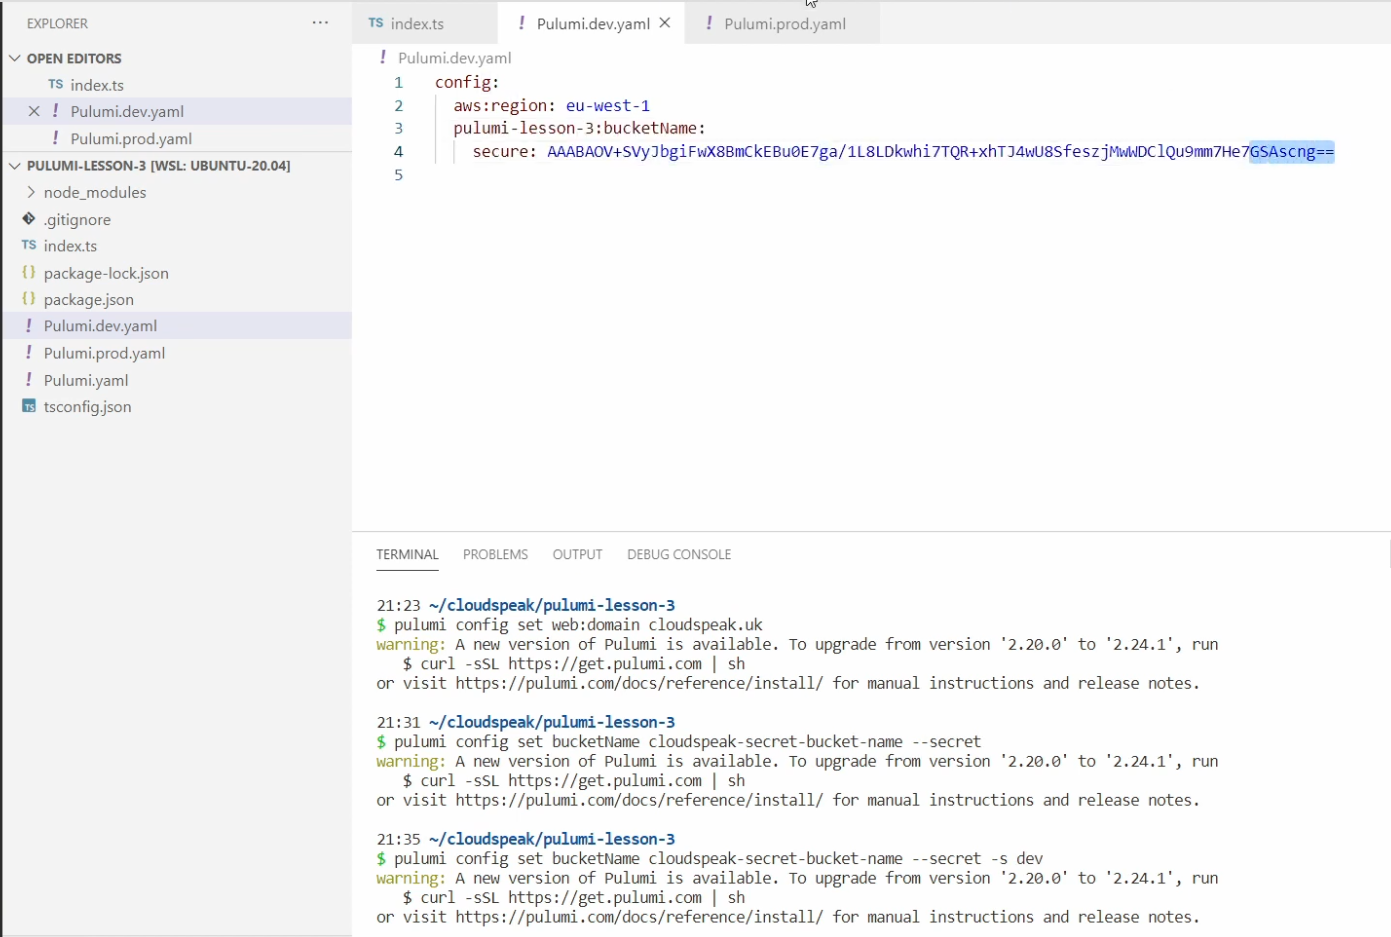 EXPLORER
OPEN EDITORS
TS index.ts
! Pulumi.dev.yaml
! Pulumi.prod.yaml
PULUMI-LESSON-3 [WSL: UBUNTU-20.04]
node_modules
.gitignore
TS index.ts
{} package-lock.json
{} package.json
! Pulumi.dev.yaml
! Pulumi.prod.yaml
! Pulumi.yaml
TS tsconfig.json
TS index.ts ! Pulumi.dev.yaml ! Pulumi.prod.yaml
! Pulumi.dev.yaml
1 config:
2 aws:region: eu-west-1
3 pulumi-lesson-3:bucketName:
4 secure: AAABAOV+SVyJbgiFwX8BmCkEBu0E7ga/1L8LDkwhi7TQR+xhTJ4wU8SfeszjMwWDClQu9mm7He7GSAscng==
5
TERMINAL PROBLEMS OUTPUT DEBUG CONSOLE
21:23 ~/cloudspeak/pulumi-lesson-3
$ pulumi config set web:domain cloudspeak.uk
warning: A new version of Pulumi is available. To upgrade from version '2.20.0' to '2.24.1', run
$ curl -sSL https://get.pulumi.com | sh
or visit https://pulumi.com/docs/reference/install/ for manual instructions and release notes.
21:31 ~/cloudspeak/pulumi-lesson-3
$ pulumi config set bucketName cloudspeak-secret-bucket-name --secret
warning: A new version of Pulumi is available. To upgrade from version '2.20.0' to '2.24.1', run
$ curl -sSL https://get.pulumi.com | sh
or visit https://pulumi.com/docs/reference/install/ for manual instructions and release notes.
21:35 ~/cloudspeak/pulumi-lesson-3
$ pulumi config set bucketName cloudspeak-secret-bucket-name --secret -s dev
warning: A new version of Pulumi is available. To upgrade from version '2.20.0' to '2.24.1', run
$ curl -sSL https://get.pulumi.com | sh
or visit https://pulumi.com/docs/reference/install/ for manual instructions and release notes.